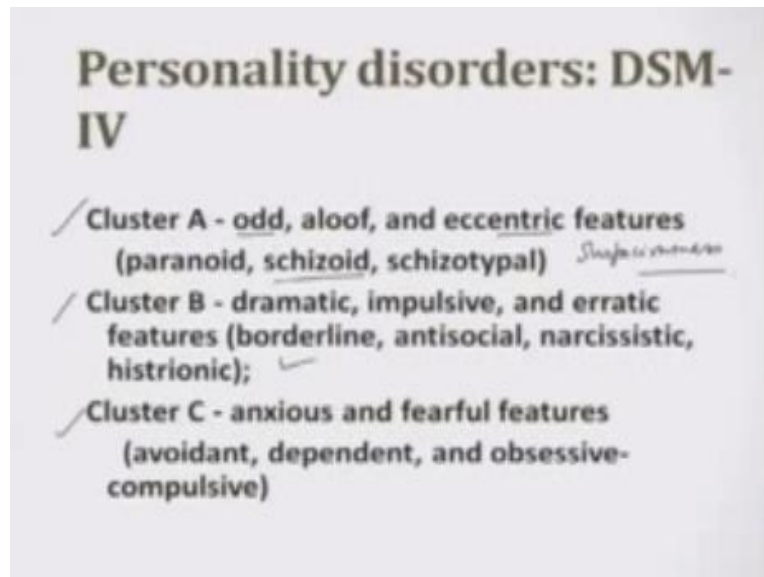 Personality disorders: DSM-
IV
Cluster A - odd, aloof, and eccentric features
(paranoid, schizoid, schizotypal)
Cluster B - dramatic, impulsive, and erratic
features (borderline, antisocial, narcissistic,
histrionic);
Cluster C - anxious and fearful features
(avoidant, dependent, and obsessive-
compulsive)